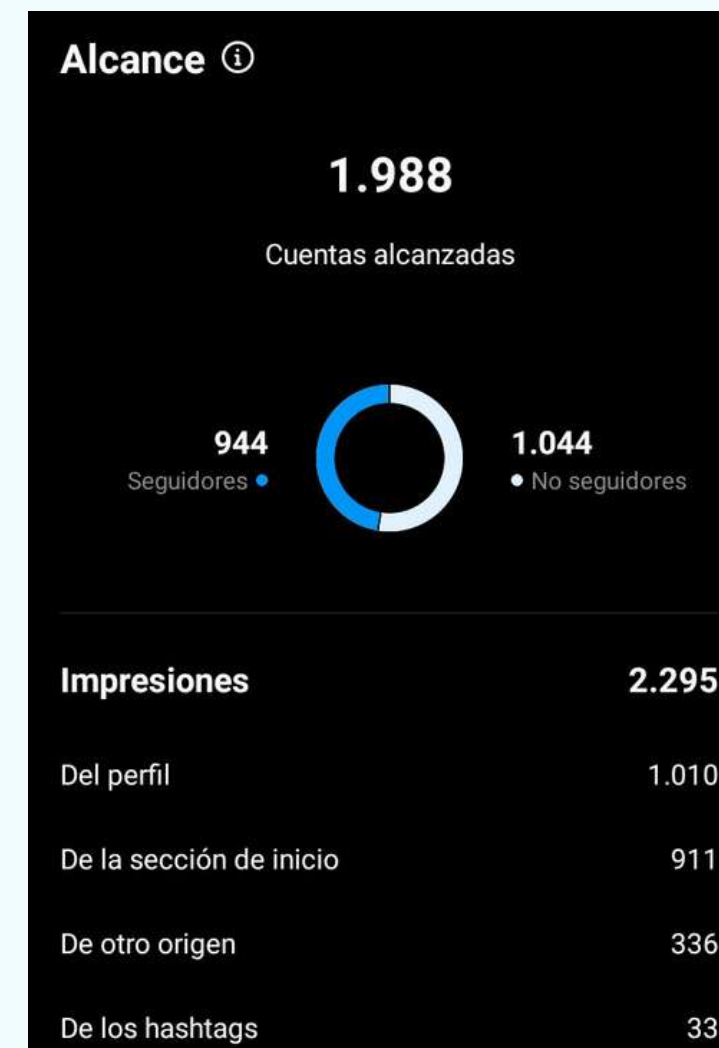 Alcance
1.988
Cuentas alcanzadas
944
Seguidores
1.044
No seguidores
Impresiones 2.295
Del perfil 1.010
De la sección de inicio 911
De otro origen 336
De los hashtags 33